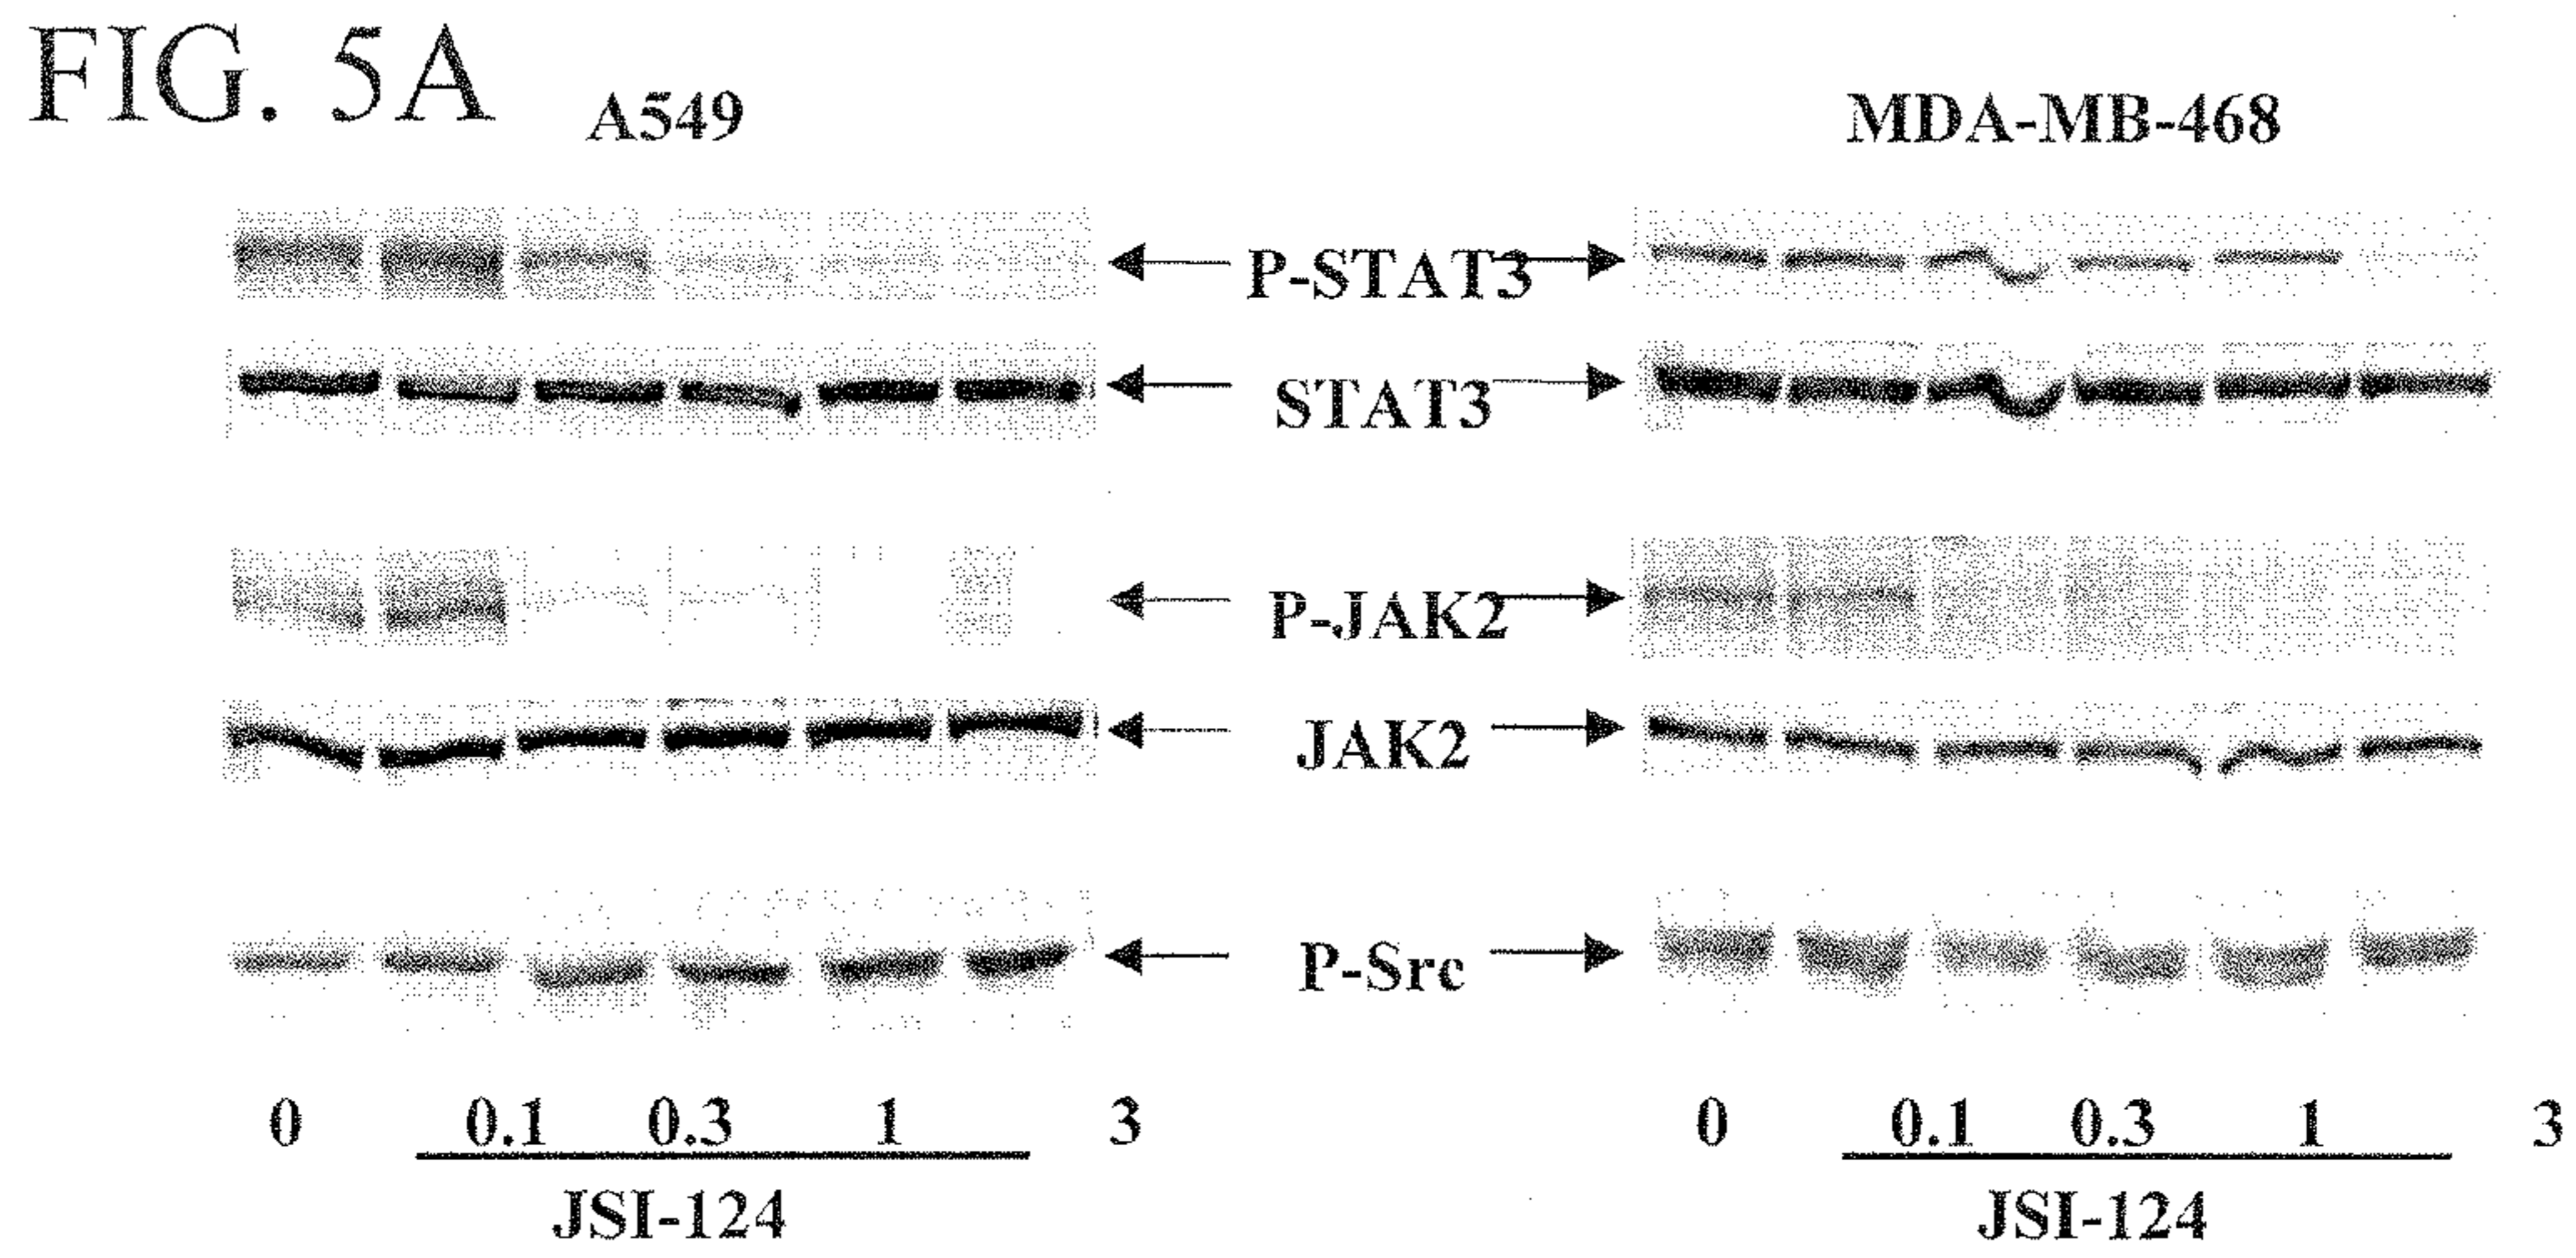 FIG. 5A
A549
MDA-MB-468
P-STAT3
STAT3
P-JAK2
JAK2
P-Src
0 0.1 0.3 1 3
0 0.1 0.3 1 3
JSI-124
JSI-124